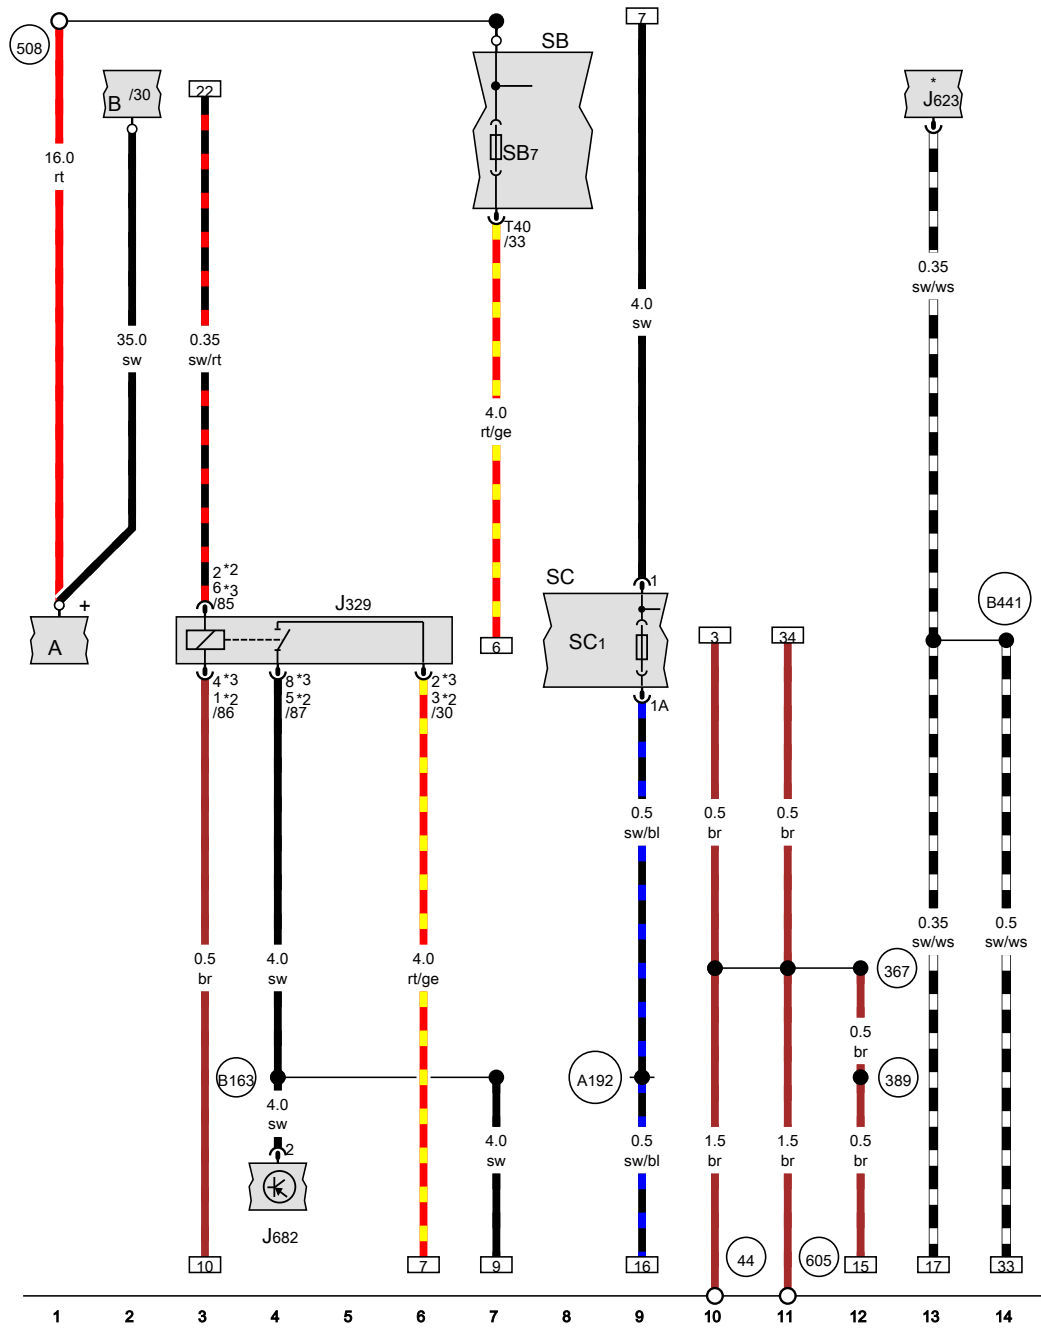 508
B /30
22
SB
7
* J623
16.0
rt
SB7
T40
/33
0.35
sw/ws
35.0
sw
0.35
sw/rt
4.0
sw
4.0
rt/ge
2*2
6*3
/85
J329
A +
SC
1
SC1
1A
B441
6
3
34
4*3
1*2
/86
8*3
5*2
/87
2*3
3*2
/30
0.5
sw/bl
0.5
br
0.5
br
0.35
sw/ws
0.5
sw/ws
0.5
br
4.0
sw
4.0
rt/ge
367
0.5
br
B163
A192
389
4.0
sw
2
4.0
sw
0.5
sw/bl
1.5
br
1.5
br
0.5
br
J682
44
605
10
7
9
16
15
17
33
1 2 3 4 5 6 7 8 9 10 11 12 13 14